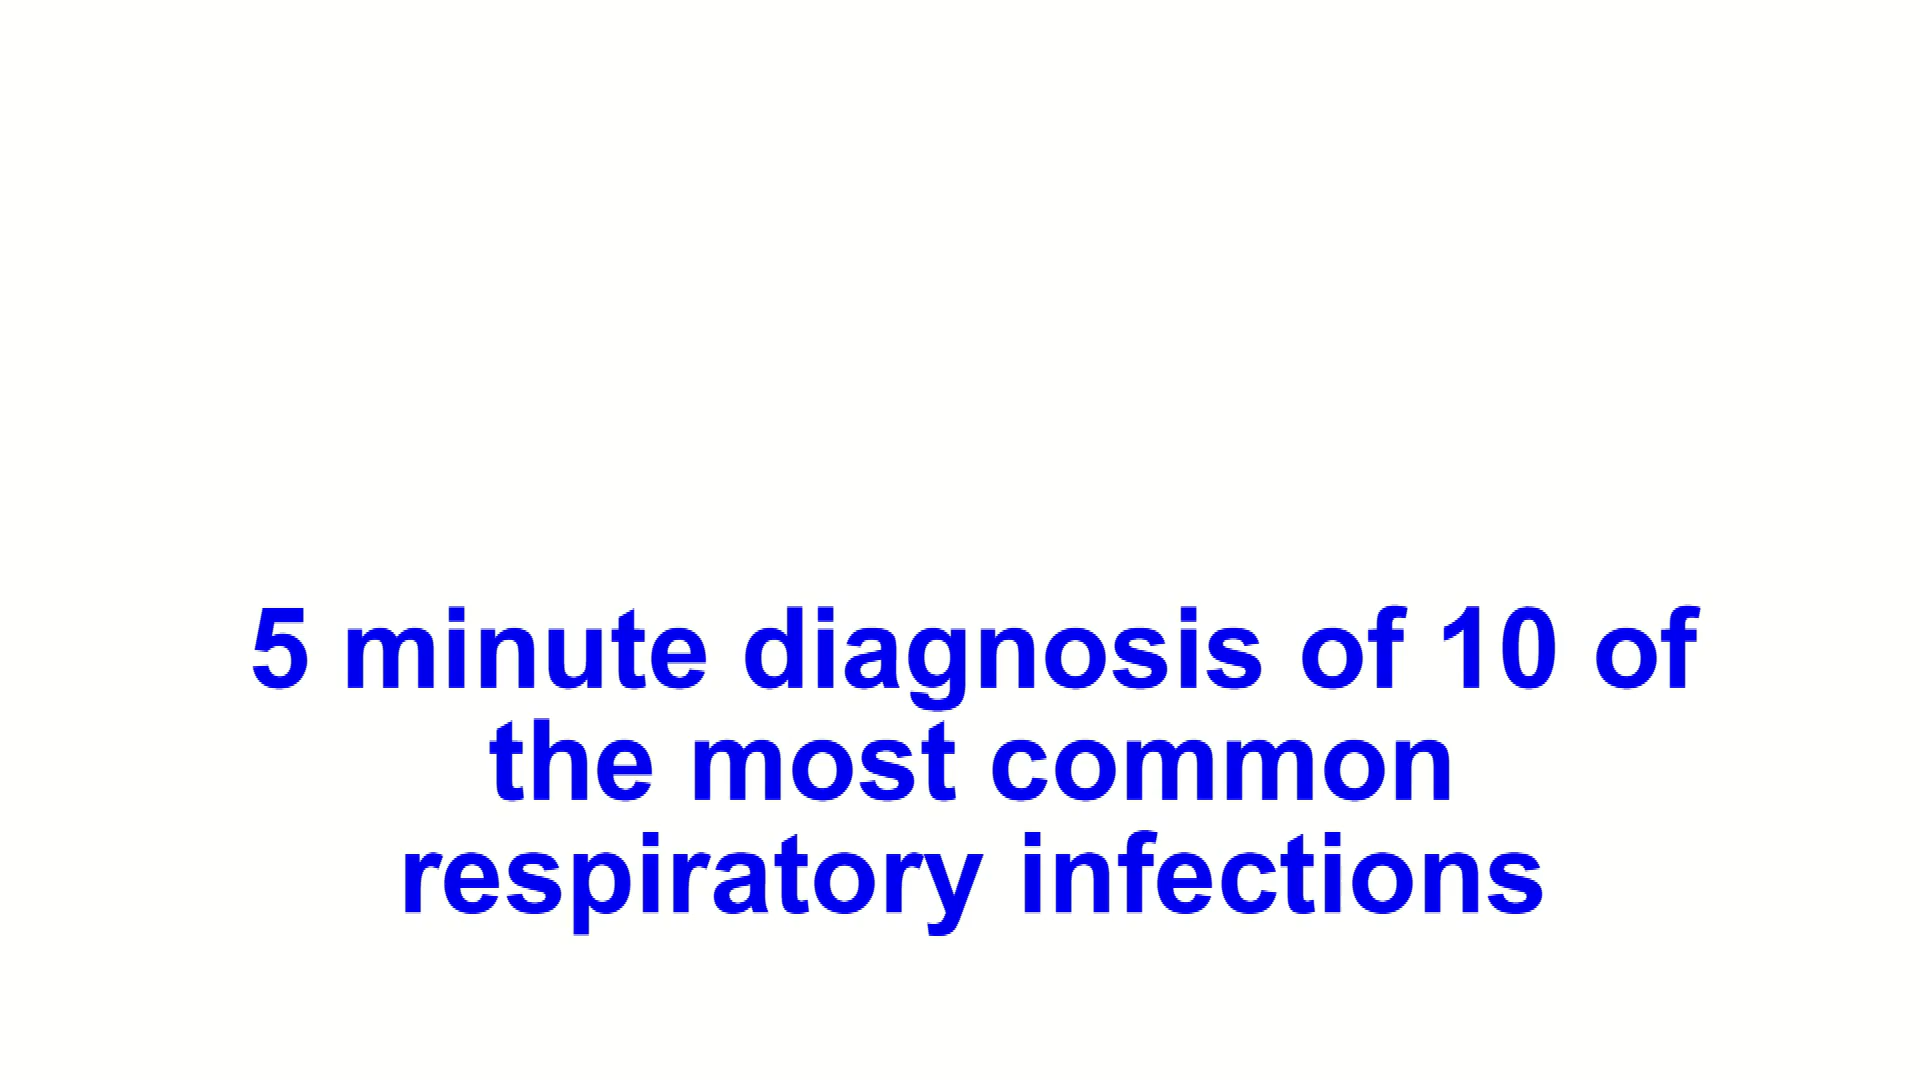 5 minute diagnosis of 10 of
the most common
respiratory infections